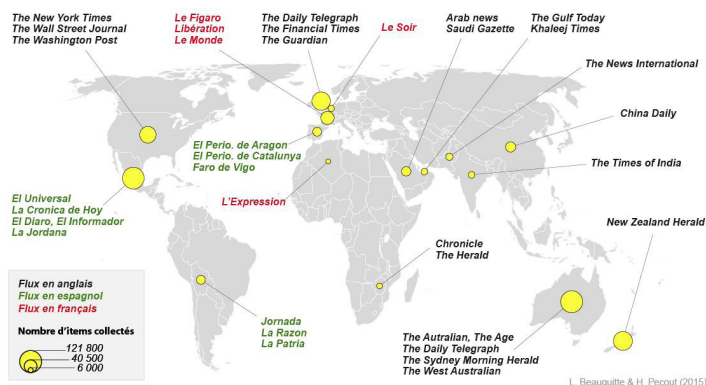 The New York Times
The Wall Street Journal
The Washington Post
Le Figaro
Libération
Le Monde
The Daily Telegraph
The Financial Times
The Guardian
Le Soir
Arab news
Saudi Gazette
The Gulf Today
Khaleej Times
The News International
China Daily
The Times of India
El Perio. de Aragon
El Perio. de Catalunya
Faro de Vigo
L'Expression
El Universal
La Cronica de Hoy
El Diaro, El Informador
La Jordana
New Zealand Herald
Chronicle
The Herald
Jornada
La Razon
La Patria
The Autralian, The Age
The Daily Telegraph
The Sydney Morning Herald
The West Australian
Flux en anglais
Flux en espagnol
Flux en français
Nombre d'items collectés
121 800
40 500
6 000
L. Beauguitte & H. Pecout (2015)